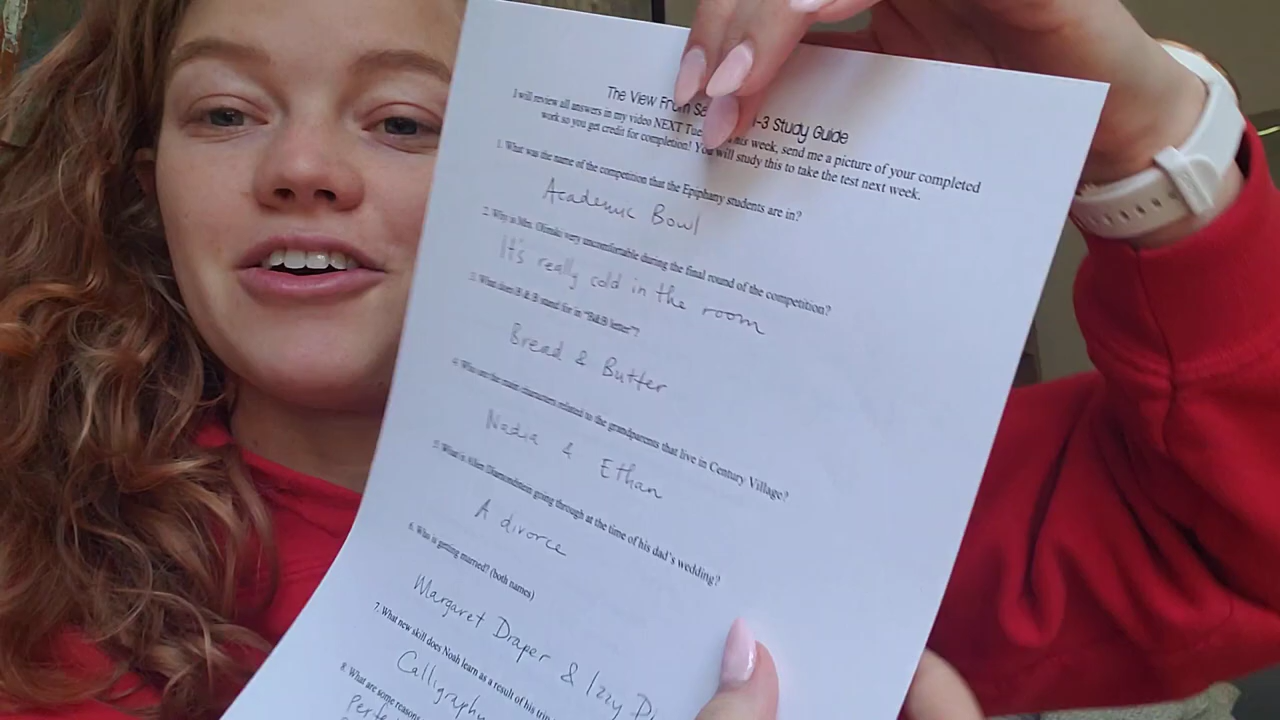 The View From 1-3 Study Guide
I will review all answers in my video NEXT this week, send me a picture of your completed
work so you get credit for completion! You will study this to take the test next week.
1. What was the name of the competition that the Epiphany students are in?
Academic Bowl
2. Why is Mrs. Olinski very uncomfortable during the final round of the competition?
It's really cold in the room
3. What does B & B stand for in "B&B letter"?
Bread & Butter
4. Who are the main characters related to the grandparents that live in Century Village?
Nadia & Ethan
5. What is Allen Diamondstein going through at the time of his dad's wedding?
A divorce
6. Who is getting married? (both names)
Margaret Draper & Izzy
7. What new skill does Noah learn as a result of his
Calligraphy
8. What are some reasons